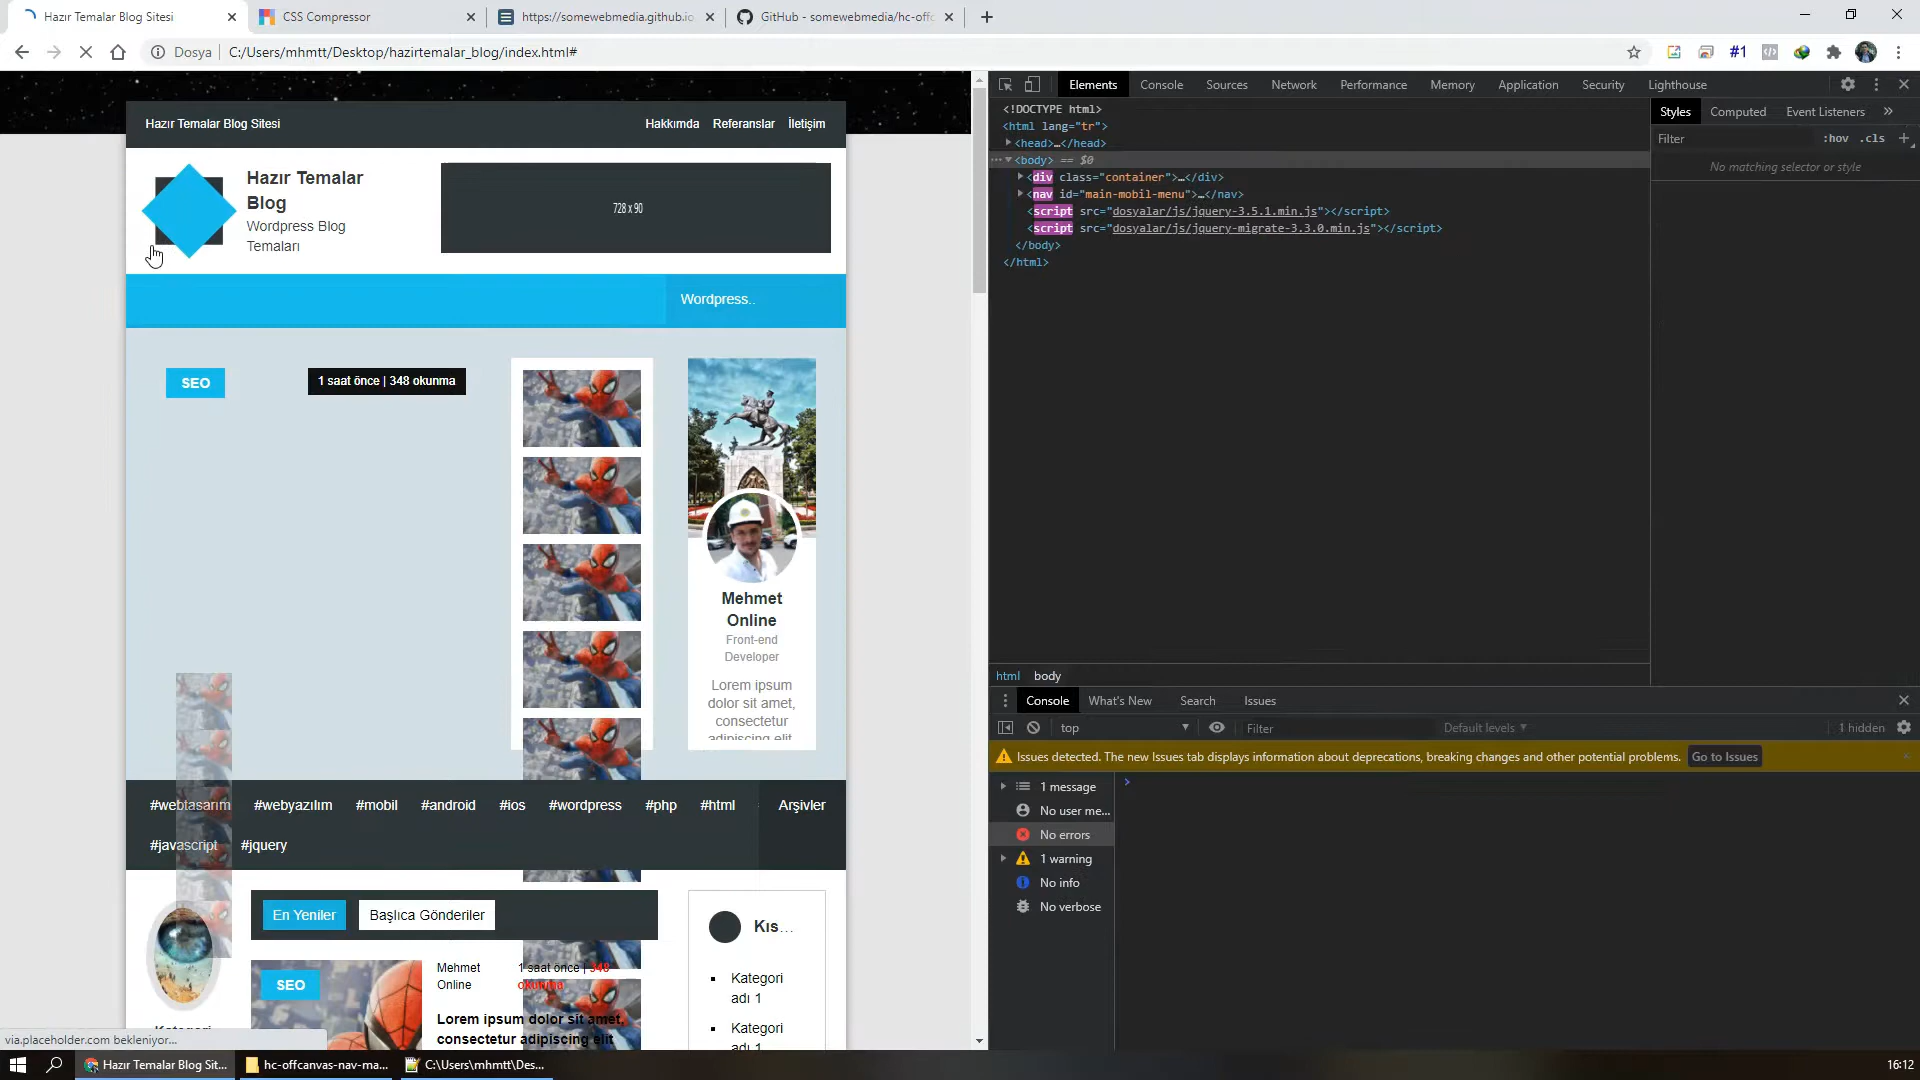 Hazır Temalar Blog Sitesi
CSS Compressor
https://somewebmedia.github.io
GitHub - somewebmedia/hc-offc
Dosya
C:/Users/mhmtt/Desktop/hazirtemalar_blog/index.html#
#1
Hazır Temalar Blog Sitesi
Hakkımda Referanslar İletişim
Hazır Temalar
Blog
Wordpress Blog
Temaları
728 x 90
Wordpress..
SEO
1 saat önce | 348 okunma
Mehmet
Online
Front-end
Developer
Lorem ipsum
dolor sit amet,
consectetur
adipiscing elit
#webtasarım #webyazılım #mobil #android #ios #wordpress #php #html
#javascript #jquery
Arşivler
En Yeniler
Başlıca Gönderiler
SEO
Mehmet
Online
1 saat önce | 348
okunma
Lorem ipsum dolor sit amet,
consectetur adipiscing elit
Kıs...
Kategori
adı 1
Kategori
adı 1
Kategori
via.placeholder.com bekleniyor...
Elements Console Sources Network Performance Memory Application Security Lighthouse
<!DOCTYPE html>
<html lang="tr">
<head>…</head>
<body> == $0
<div class="container">…</div>
<nav id="main-mobil-menu">…</nav>
<script src="dosyalar/js/jquery-3.5.1.min.js"></script>
<script src="dosyalar/js/jquery-migrate-3.3.0.min.js"></script>
</body>
</html>
Styles Computed Event Listeners »
Filter :hov .cls +
No matching selector or style
html body
Console What's New Search Issues
top Filter Default levels 1 hidden
Issues detected. The new Issues tab displays information about deprecations, breaking changes and other potential problems. Go to Issues
1 message
No user me...
No errors
1 warning
No info
No verbose
Hazır Temalar Blog Sit...
hc-offcanvas-nav-ma...
C:\Users\mhmtt\Des...
16:12